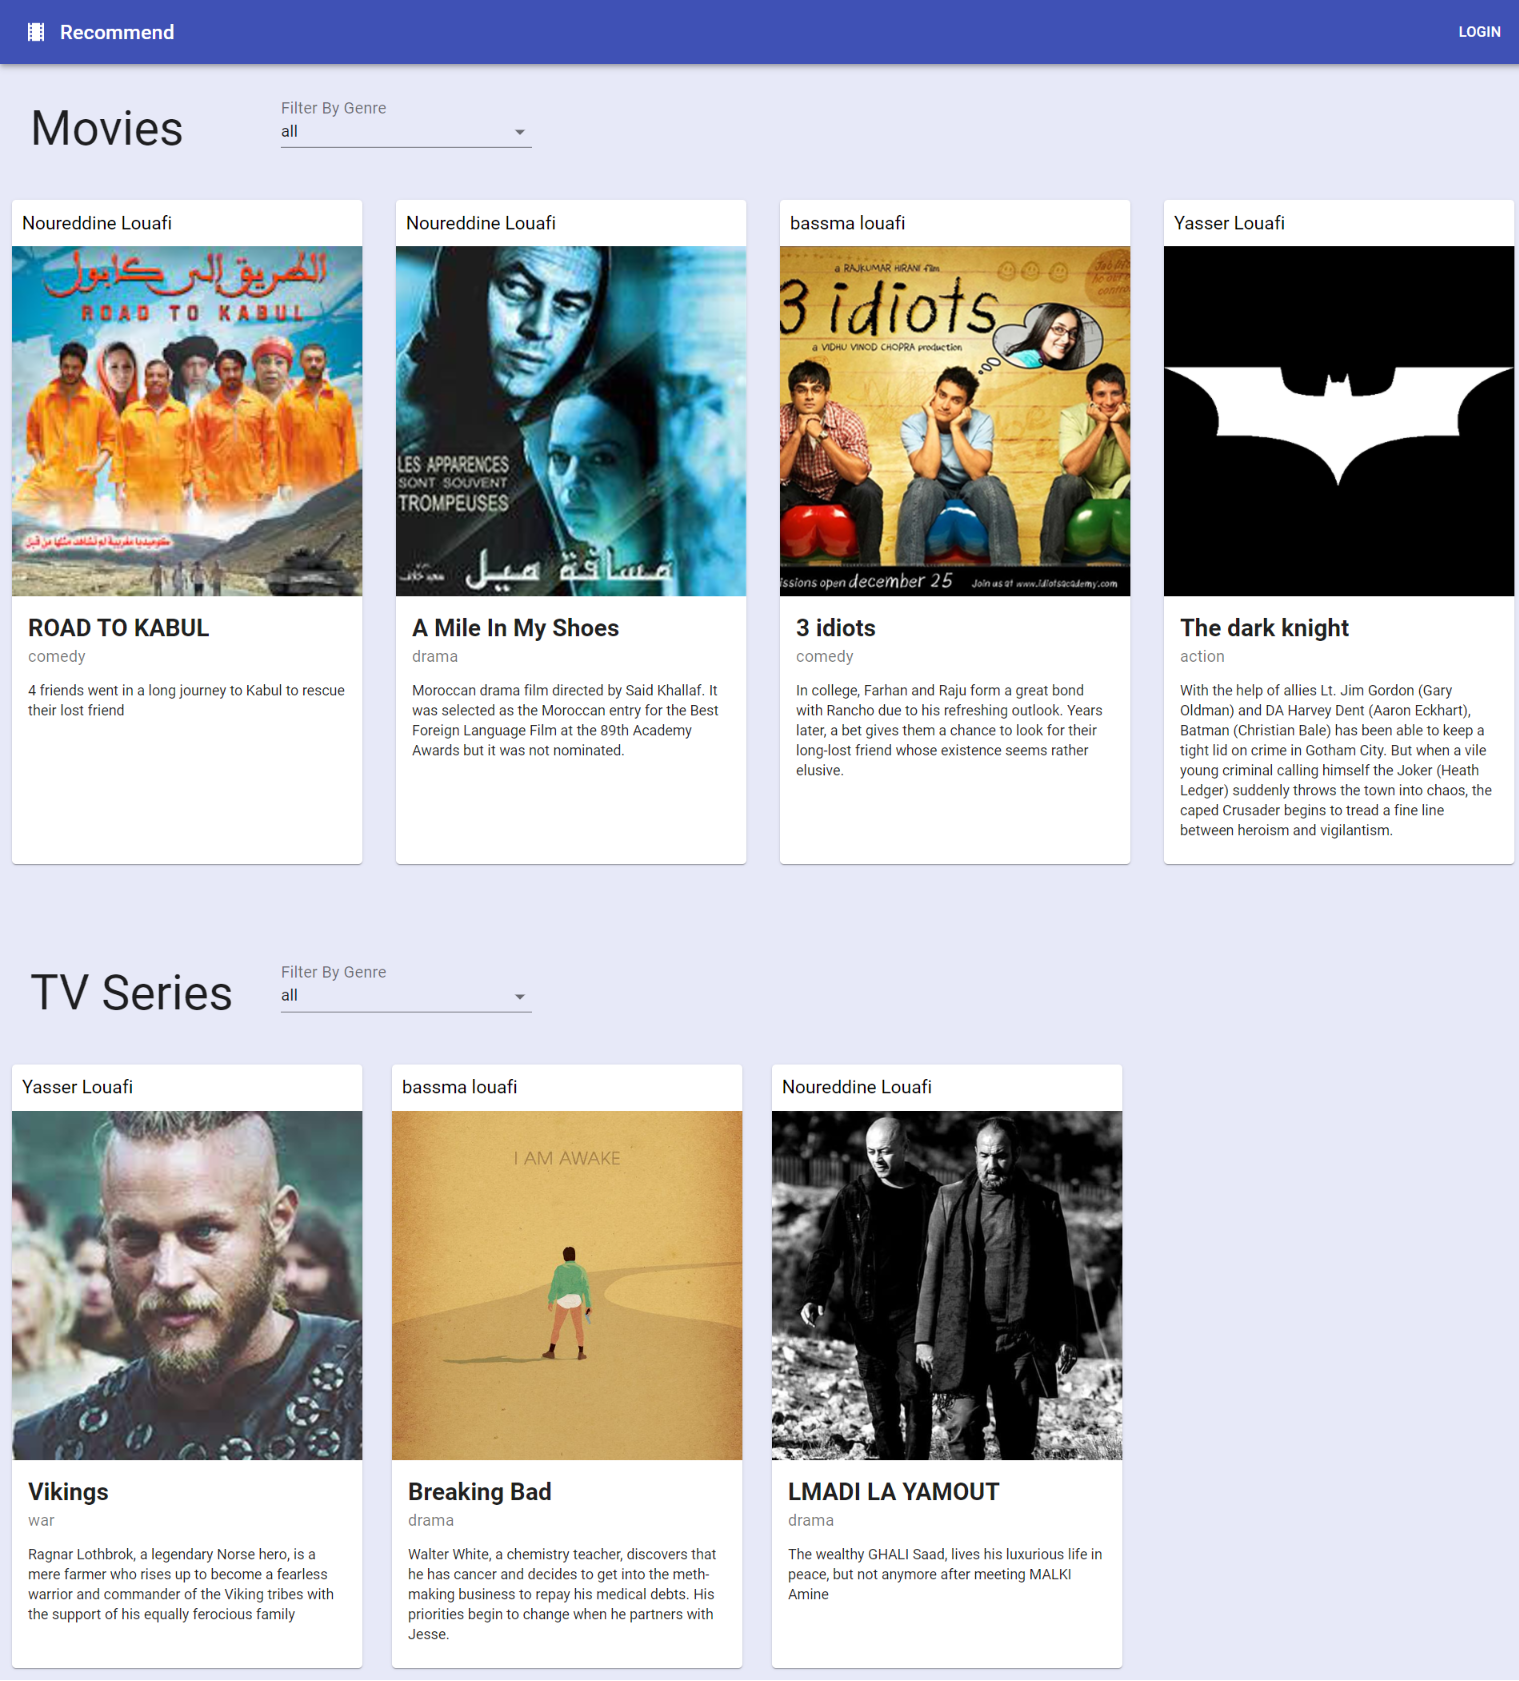 Recommend
LOGIN
Movies
Filter By Genre
all
Noureddine Louafi
الطريق إلى كابول
ROAD TO KABUL
كوميديا مغربية لم نشاهد مثلها من قبل
ROAD TO KABUL
comedy
4 friends went in a long journey to Kabul to rescue
their lost friend
Noureddine Louafi
LES APPARENCES
SONT SOUVENT
TROMPEUSES
مسافة ميل
A Mile In My Shoes
drama
Moroccan drama film directed by Said Khallaf. It
was selected as the Moroccan entry for the Best
Foreign Language Film at the 89th Academy
Awards but it was not nominated.
bassma louafi
a RAJKUMAR HIRANI film
3 idiots
a VIDHU VINOD CHOPRA production
ssions open december 25
Join us at www.idiotsacademy.com
3 idiots
comedy
In college, Farhan and Raju form a great bond
with Rancho due to his refreshing outlook. Years
later, a bet gives them a chance to look for their
long-lost friend whose existence seems rather
elusive.
Yasser Louafi
The dark knight
action
With the help of allies Lt. Jim Gordon (Gary
Oldman) and DA Harvey Dent (Aaron Eckhart),
Batman (Christian Bale) has been able to keep a
tight lid on crime in Gotham City. But when a vile
young criminal calling himself the Joker (Heath
Ledger) suddenly throws the town into chaos, the
caped Crusader begins to tread a fine line
between heroism and vigilantism.
TV Series
Filter By Genre
all
Yasser Louafi
Vikings
war
Ragnar Lothbrok, a legendary Norse hero, is a
mere farmer who rises up to become a fearless
warrior and commander of the Viking tribes with
the support of his equally ferocious family
bassma louafi
I AM AWAKE
Breaking Bad
drama
Walter White, a chemistry teacher, discovers that
he has cancer and decides to get into the meth-
making business to repay his medical debts. His
priorities begin to change when he partners with
Jesse.
Noureddine Louafi
LMADI LA YAMOUT
drama
The wealthy GHALI Saad, lives his luxurious life in
peace, but not anymore after meeting MALKI
Amine